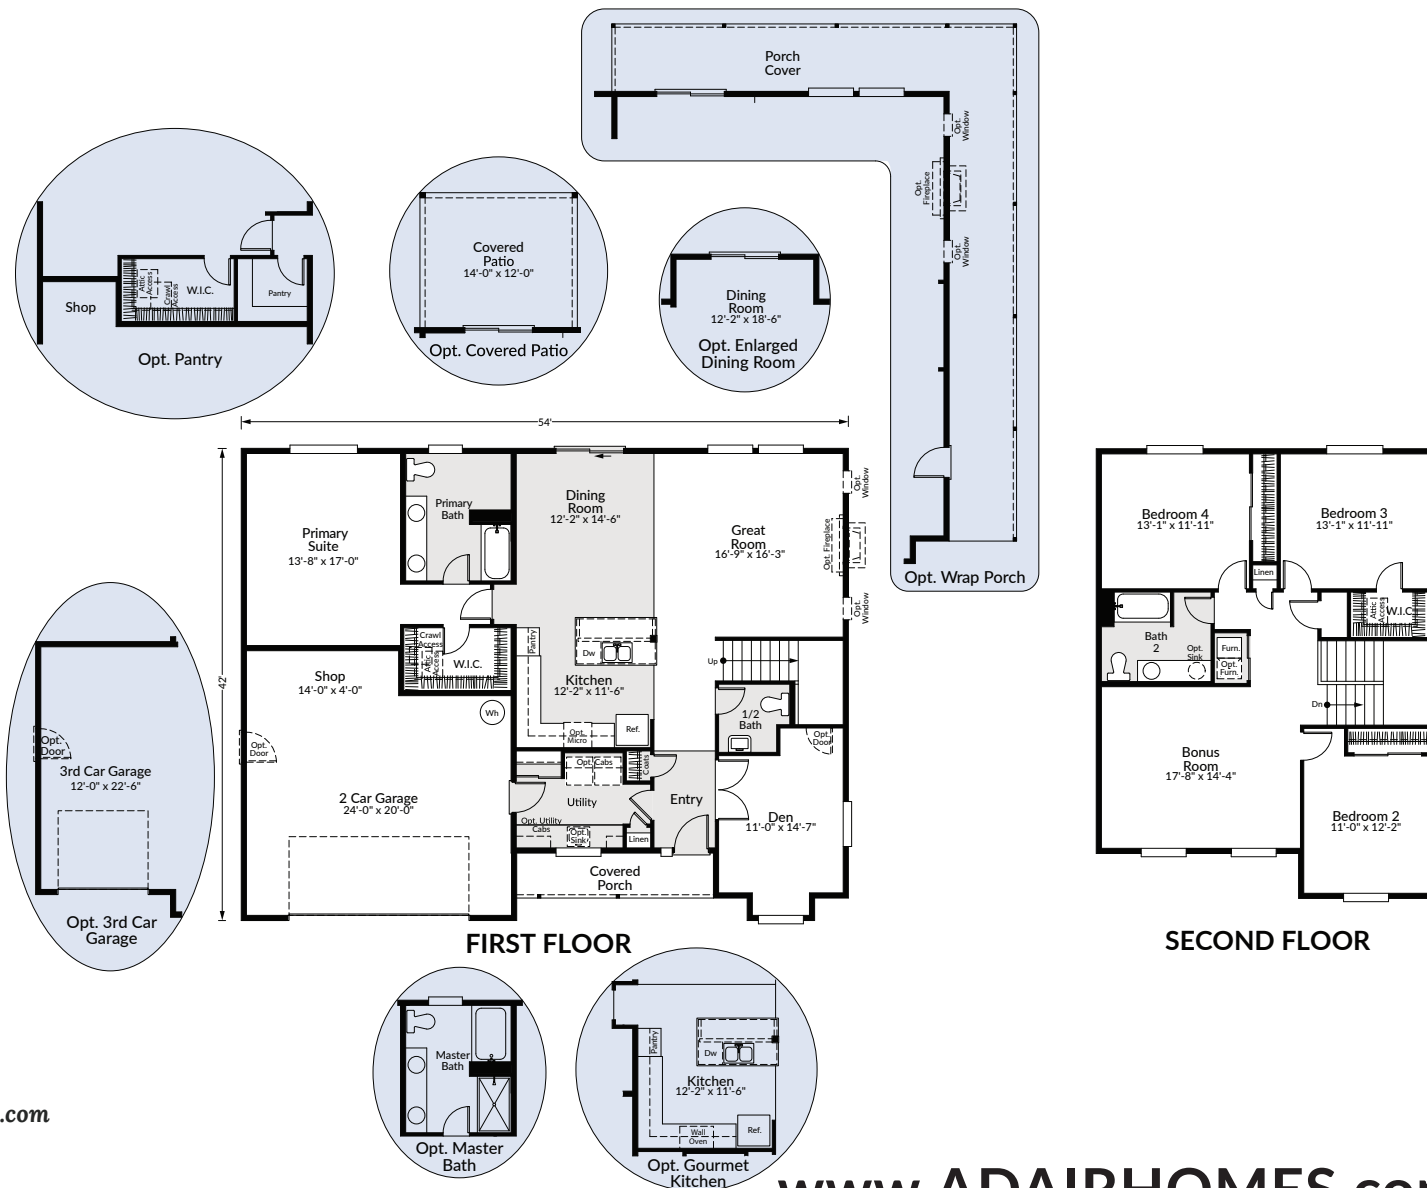 Porch
Cover
Opt.
Window
Opt.
Fireplace
Opt.
Window
Opt. Wrap Porch
Shop
Attic
Access
Crawl
Access
W.I.C.
Pantry
Opt. Pantry
Covered
Patio
14'-0" x 12'-0"
Opt. Covered Patio
Dining
Room
12'-2" x 18'-6"
Opt. Enlarged
Dining Room
54'
42'
Primary
Suite
13'-8" x 17'-0"
Primary
Bath
Dining
Room
12'-2" x 14'-6"
Great
Room
16'-9" x 16'-3"
Opt.
Window
Opt. Fireplace
Opt.
Window
Crawl
Access
Attic
Access
W.I.C.
Pantry
Dw
Kitchen
12'-2" x 11'-6"
Opt.
Micro
Ref.
Up
1/2
Bath
Opt.
Door
Shop
14'-0" x 4'-0"
Wh
Opt.
Door
2 Car Garage
24'-0" x 20'-0"
Opt. Cabs
Coats
Utility
Opt. Utility
Cabs
Opt.
Sink
Linen
Entry
Den
11'-0" x 14'-7"
Covered
Porch
FIRST FLOOR
Opt.
Door
3rd Car Garage
12'-0" x 22'-6"
Opt. 3rd Car
Garage
Bedroom 4
13'-1" x 11'-11"
Bedroom 3
13'-1" x 11'-11"
Linen
Attic
Access
W.I.C.
Bath
2
Opt.
Sink
Furn.
Opt.
Furn.
Dn
Bonus
Room
17'-8" x 14'-4"
Bedroom 2
11'-0" x 12'-2"
SECOND FLOOR
Master
Bath
Opt. Master
Bath
Pantry
Dw
Kitchen
12'-2" x 11'-6"
Wall
Oven
Ref.
Opt. Gourmet
Kitchen
.com
www.ADAIRHOMES.com